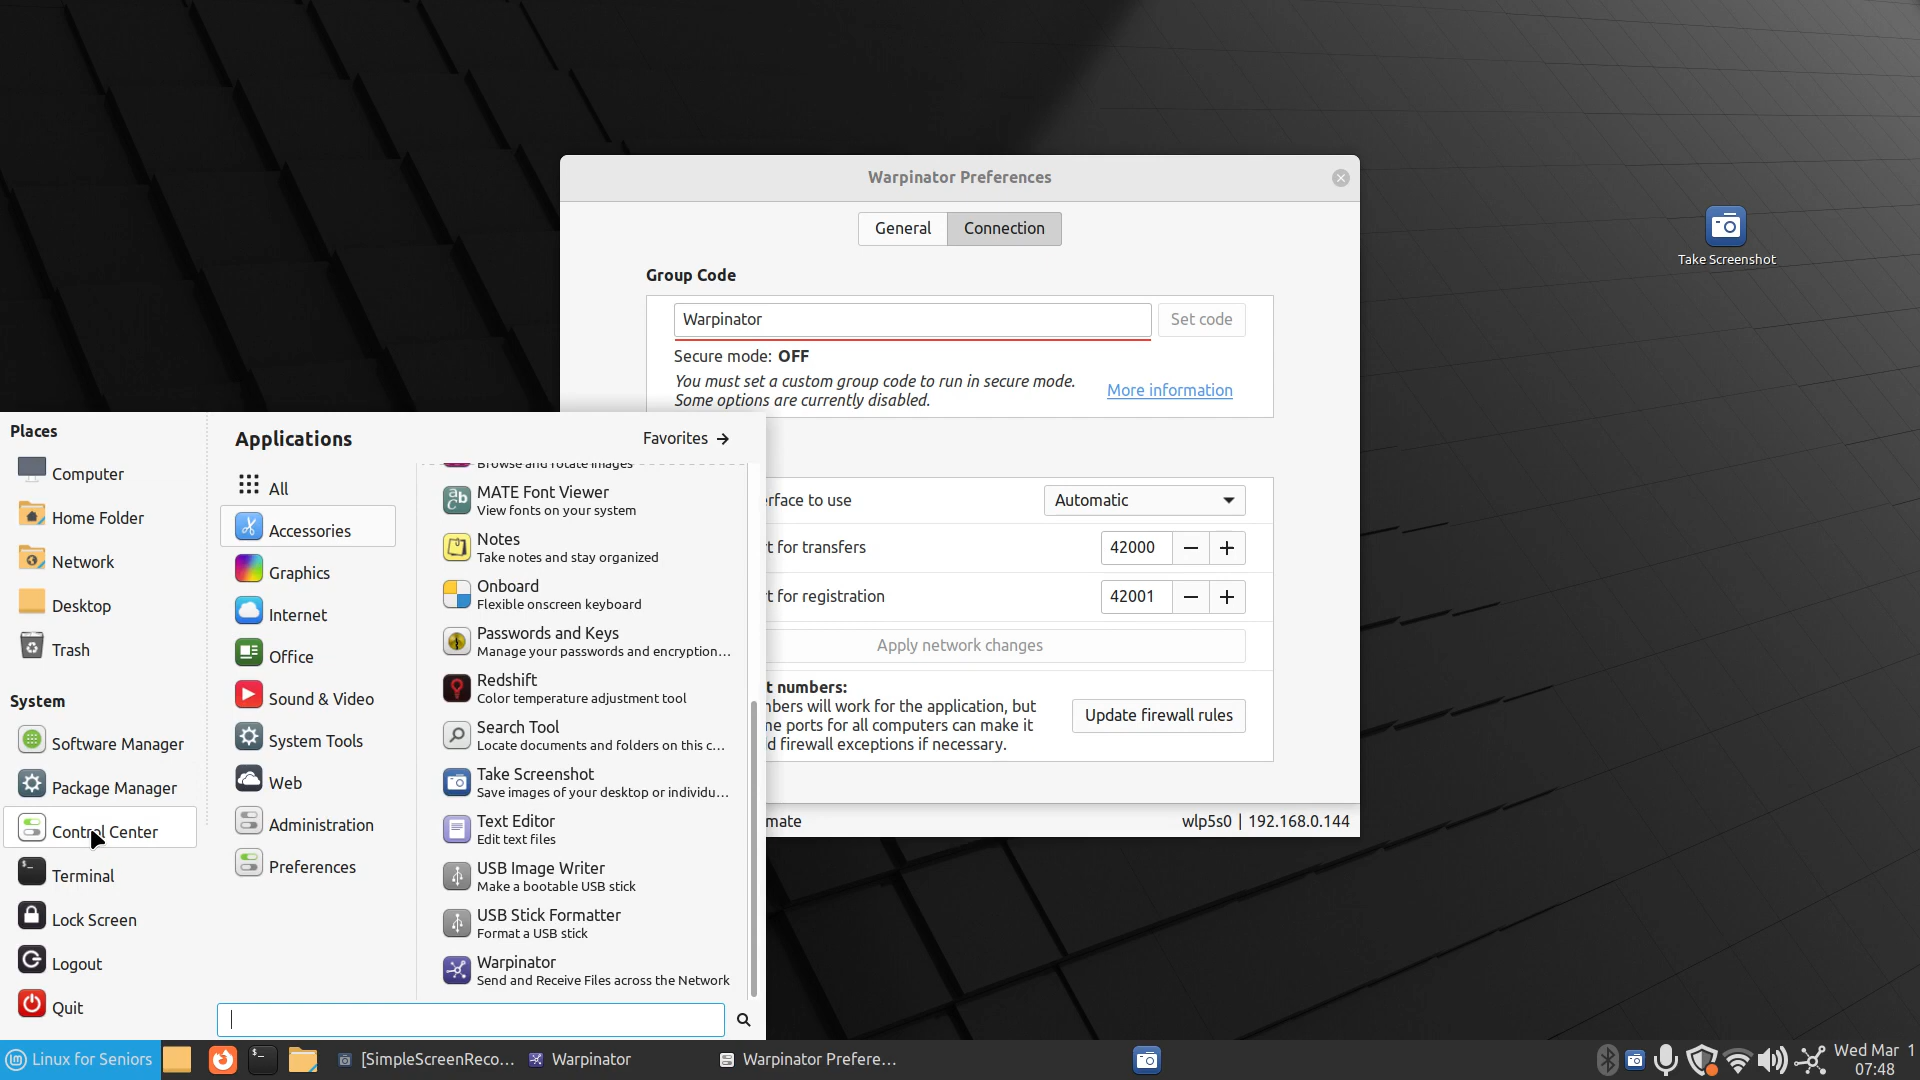 Warpinator Preferences
General
Connection
Group Code
Warpinator
Set code
Secure mode: OFF
You must set a custom group code to run in secure mode.
Some options are currently disabled.
More information
rface to use
Automatic
t for transfers
42000
t for registration
42001
Apply network changes
t numbers:
bers will work for the application, but
e ports for all computers can make it
d firewall exceptions if necessary.
Update firewall rules
mate
wlp5s0 | 192.168.0.144
Take Screenshot
Places
Computer
Home Folder
Network
Desktop
Trash
System
Software Manager
Package Manager
Control Center
Terminal
Lock Screen
Logout
Quit
Applications
Favorites
All
Accessories
Graphics
Internet
Office
Sound & Video
System Tools
Web
Administration
Preferences
Browse and rotate images
MATE Font Viewer
View fonts on your system
Notes
Take notes and stay organized
Onboard
Flexible onscreen keyboard
Passwords and Keys
Manage your passwords and encryption...
Redshift
Color temperature adjustment tool
Search Tool
Locate documents and folders on this c...
Take Screenshot
Save images of your desktop or individu...
Text Editor
Edit text files
USB Image Writer
Make a bootable USB stick
USB Stick Formatter
Format a USB stick
Warpinator
Send and Receive Files across the Network
Linux for Seniors
[SimpleScreenReco...
Warpinator
Warpinator Prefere...
Wed Mar 1
07:48